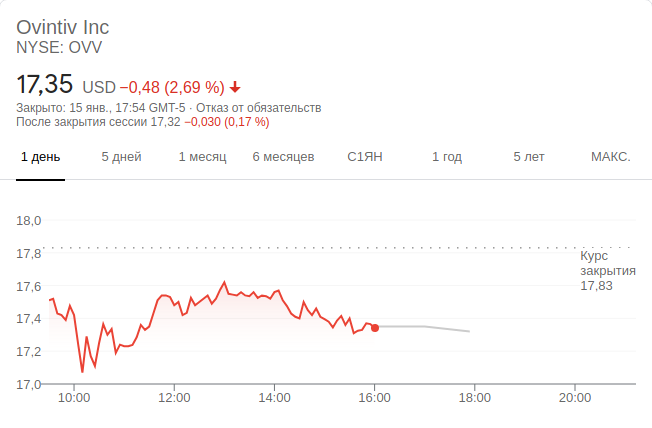 Ovintiv Inc
NYSE: OVV
17,35 USD −0,48 (2,69 %)
Закрыто: 15 янв., 17:54 GMT-5 · Отказ от обязательств
После закрытия сессии 17,32 −0,030 (0,17 %)
1 день 5 дней 1 месяц 6 месяцев С1ЯН 1 год 5 лет МАКС.
18,0
17,8
Курс
закрытия
17,83
17,6
17,4
17,2
17,0
10:00 12:00 14:00 16:00 18:00 20:00